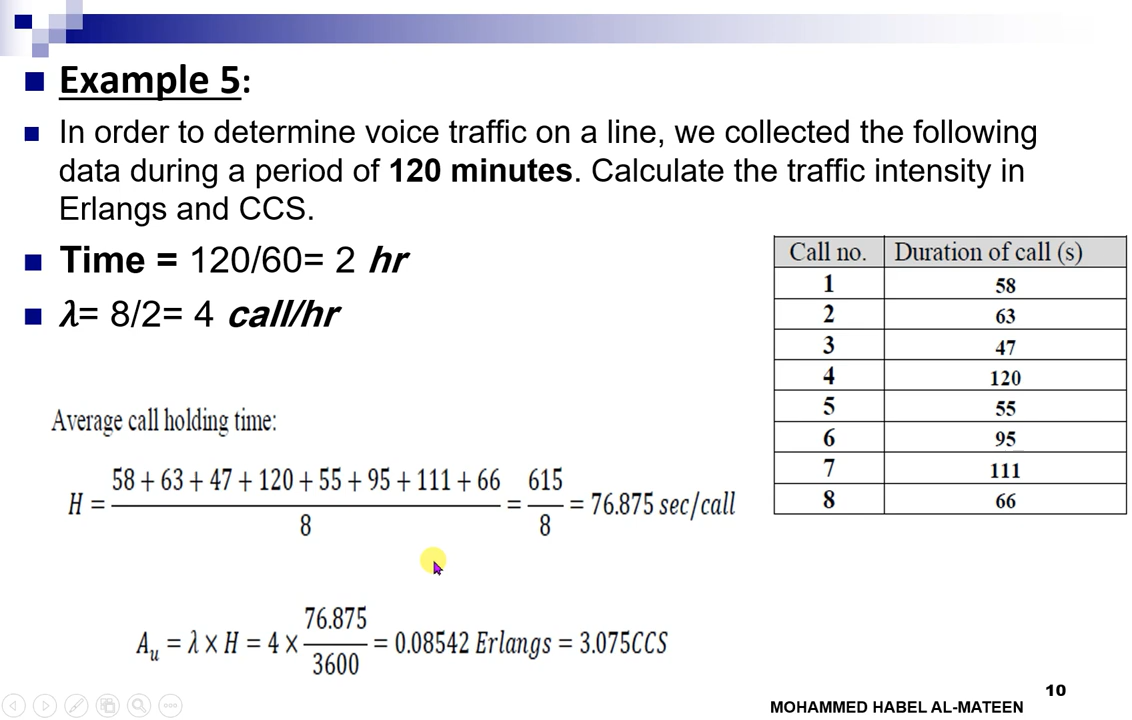 Example 5:
In order to determine voice traffic on a line, we collected the following
data during a period of 120 minutes. Calculate the traffic intensity in
Erlangs and CCS.
Time = 120/60= 2 hr
λ= 8/2= 4 call/hr
Call no. Duration of call (s)
1 58
2 63
3 47
4 120
5 55
6 95
7 111
8 66
Average call holding time:
H = (58 + 63 + 47 + 120 + 55 + 95 + 111 + 66) / 8 = 615 / 8 = 76.875 sec/call
A_u = λ × H = 4 × 76.875 / 3600 = 0.08542 Erlangs = 3.075CCS
10
MOHAMMED HABEL AL-MATEEN